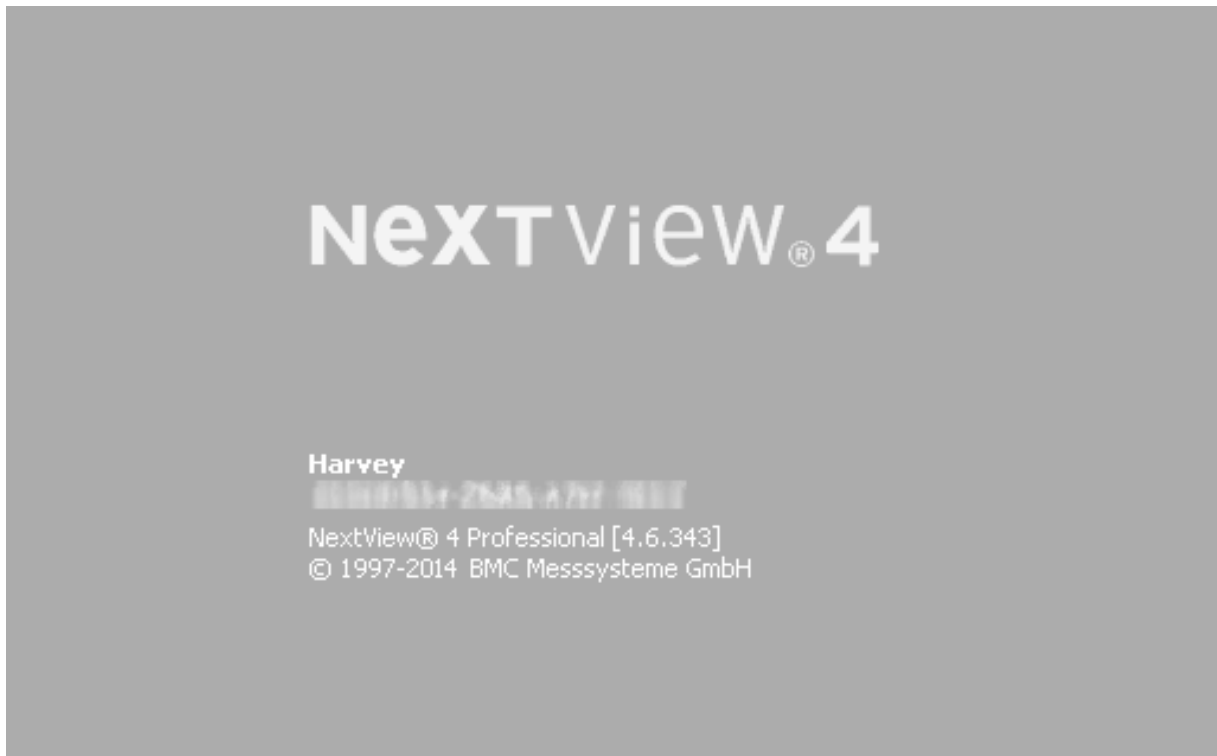 NeXTVieW® 4
Harvey
NextView® 4 Professional [4.6.343]
© 1997-2014 BMC Messsysteme GmbH